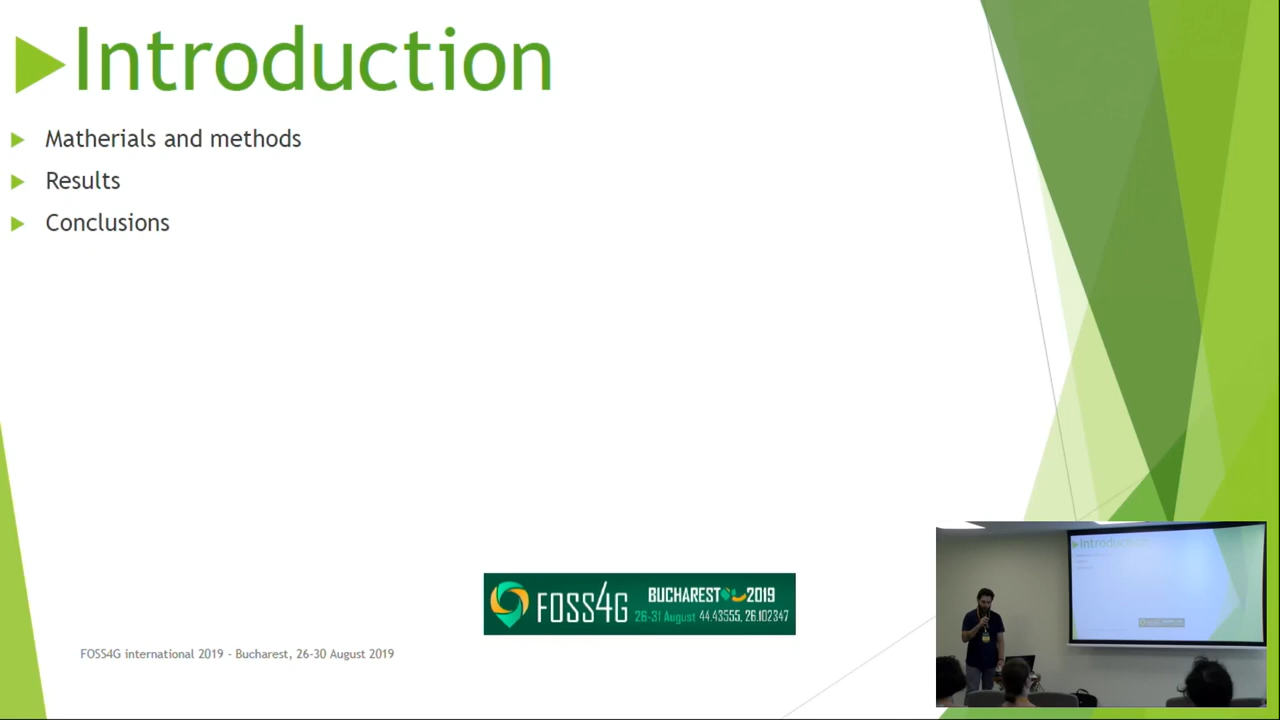 Introduction
Matherials and methods
Results
Conclusions
FOSS4G
BUCHAREST 2019
26-31 August 44.43555, 26.102347
FOSS4G international 2019 - Bucharest, 26-30 August 2019
Introduction